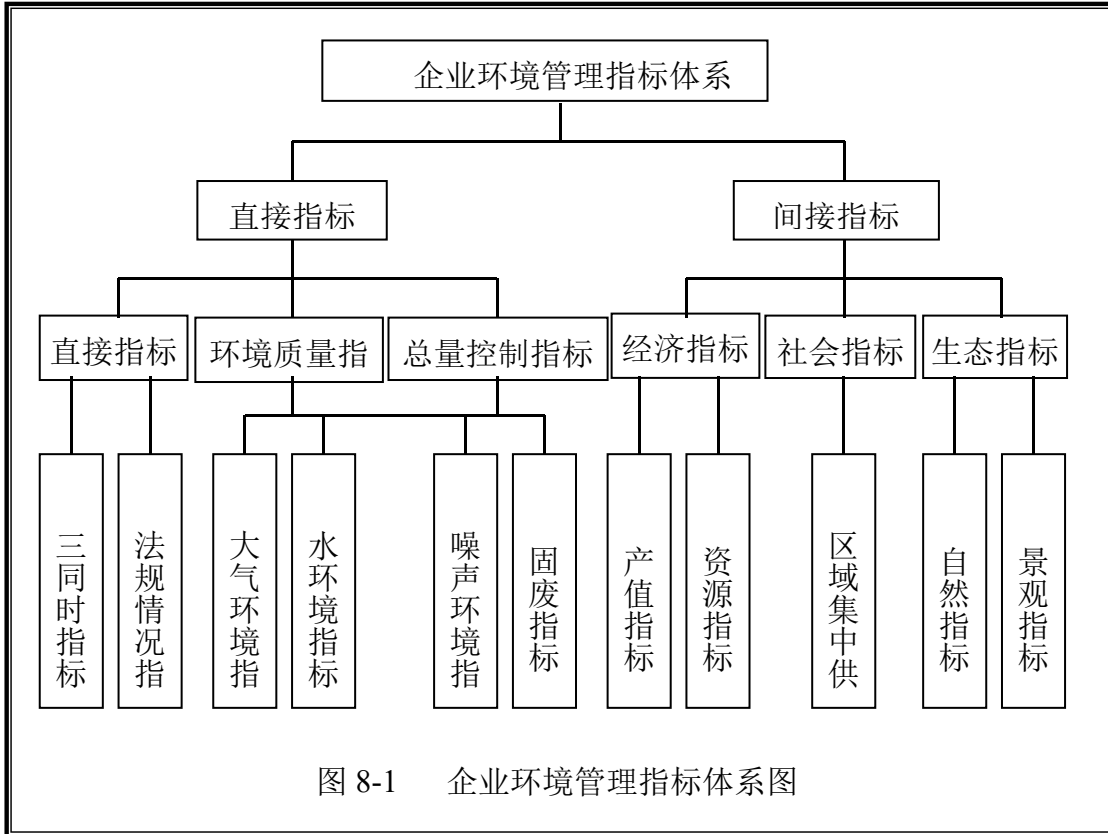 企业环境管理指标体系
直接指标
间接指标
直接指标
环境质量指
总量控制指标
经济指标
社会指标
生态指标
三同时指标
法规情况指
大气环境指
水环境指标
噪声环境指
固废指标
产值指标
资源指标
区域集中供
自然指标
景观指标
图 8-1 企业环境管理指标体系图